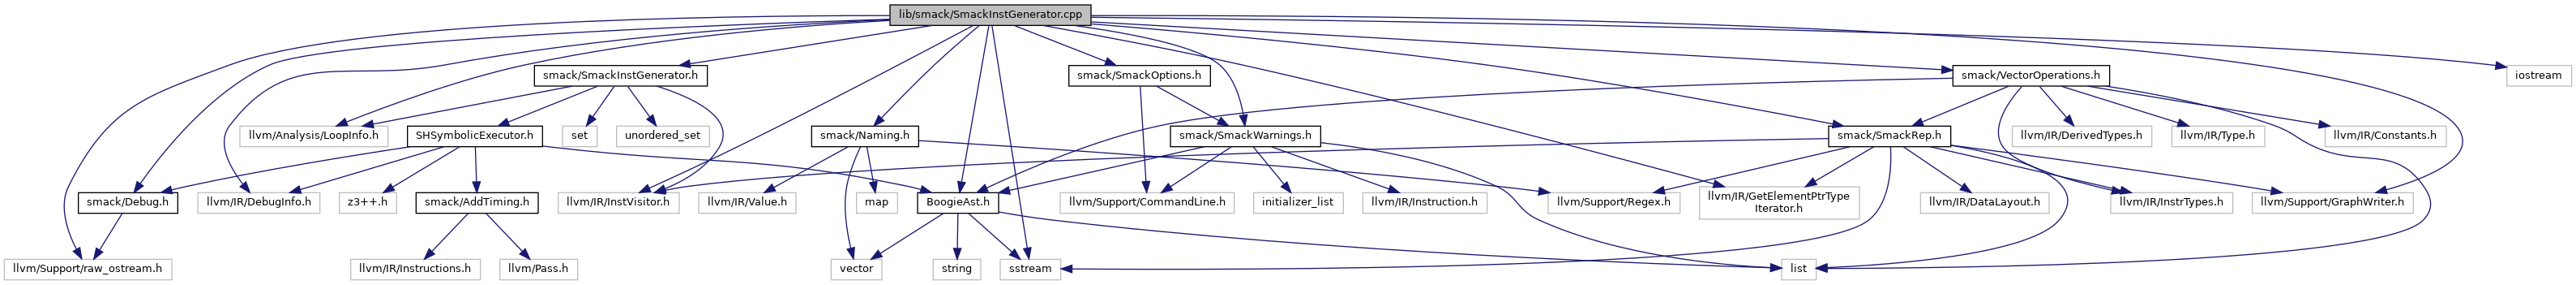 lib/smack/SmackInstGenerator.cpp
smack/SmackInstGenerator.h
smack/SmackOptions.h
smack/VectorOperations.h
iostream
llvm/Analysis/LoopInfo.h
SHSymbolicExecutor.h
set
unordered_set
smack/Naming.h
smack/SmackWarnings.h
smack/SmackRep.h
llvm/IR/DerivedTypes.h
llvm/IR/Type.h
llvm/IR/Constants.h
smack/Debug.h
llvm/IR/DebugInfo.h
z3++.h
smack/AddTiming.h
llvm/IR/InstVisitor.h
llvm/IR/Value.h
map
BoogieAst.h
llvm/Support/CommandLine.h
initializer_list
llvm/IR/Instruction.h
llvm/Support/Regex.h
llvm/IR/GetElementPtrType
Iterator.h
llvm/IR/DataLayout.h
llvm/IR/InstrTypes.h
llvm/Support/GraphWriter.h
llvm/Support/raw_ostream.h
llvm/IR/Instructions.h
llvm/Pass.h
vector
string
sstream
list